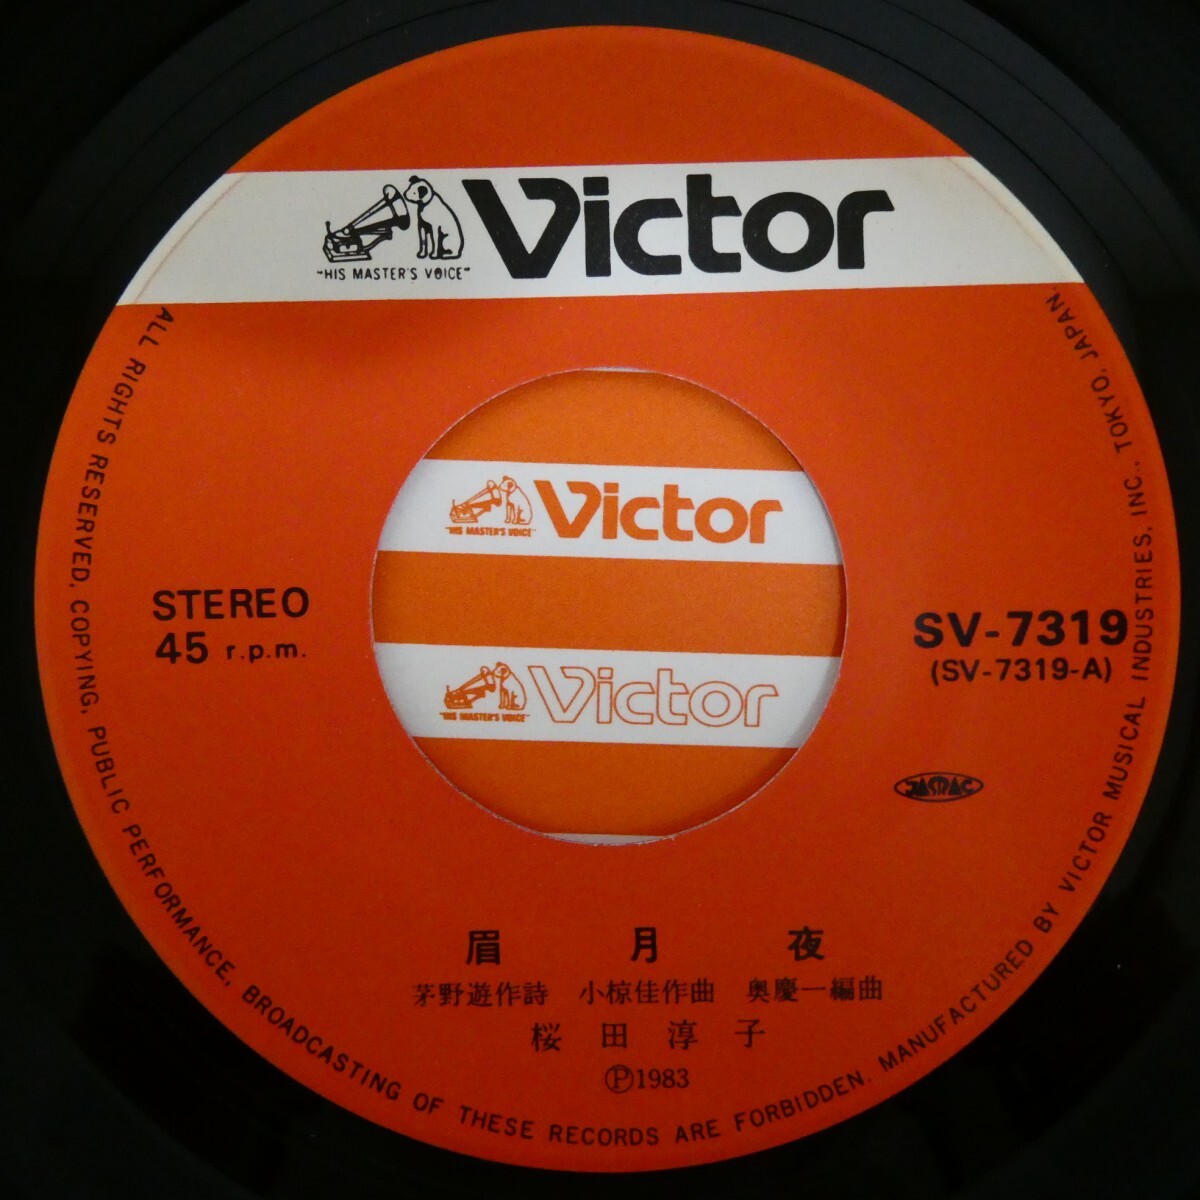 Victor
"HIS MASTER'S VOICE"
Victor
"HIS MASTER'S VOICE"
Victor
"HIS MASTER'S VOICE"
STEREO
45 r.p.m.
SV-7319
(SV-7319-A)
JASRAC
眉月夜
茅野遊作詩 小椋佳作曲 奥慶一編曲
桜田淳子
Ⓟ1983
ALL RIGHTS RESERVED. COPYING, PUBLIC PERFORMANCE, BROADCASTING OF THESE RECORDS ARE FORBIDDEN. MANUFACTURED BY VICTOR MUSICAL INDUSTRIES, INC., TOKYO, JAPAN.